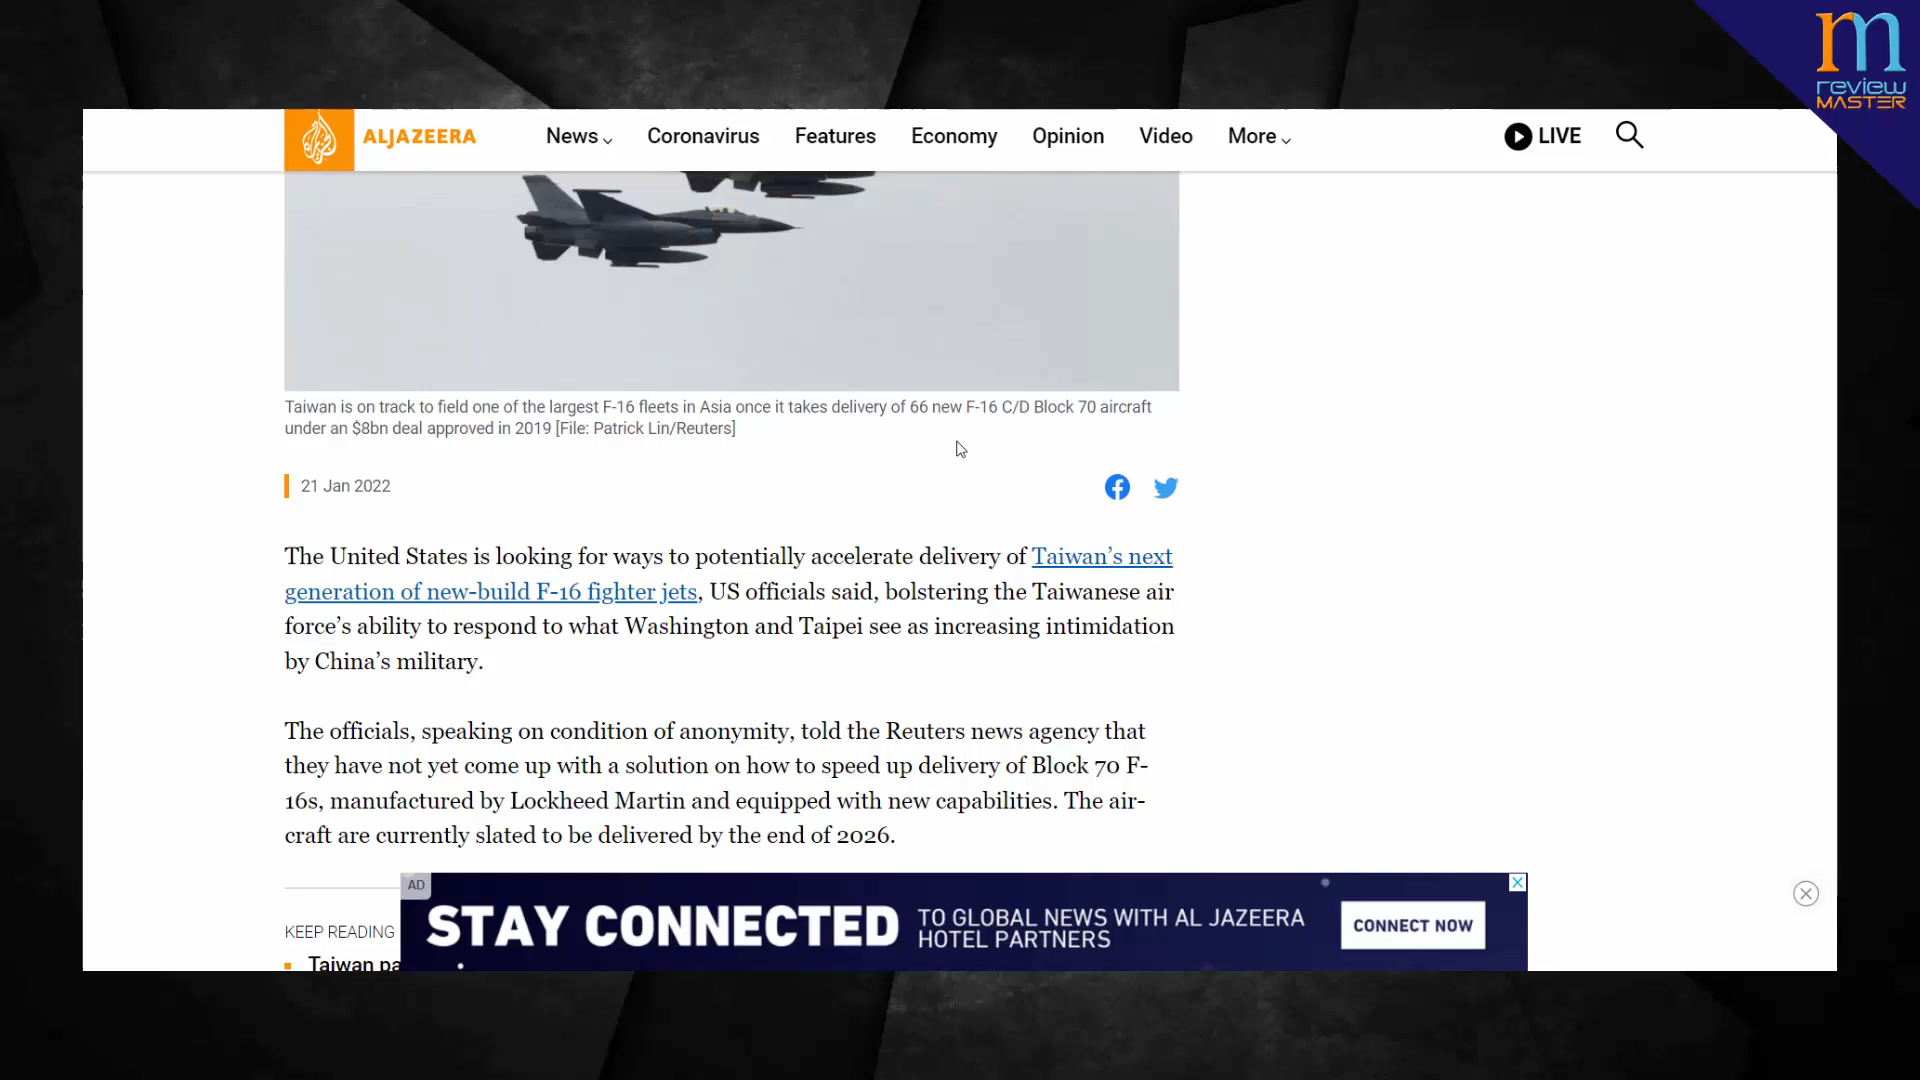 m
review
MASTER
ALJAZEERA
News
Coronavirus
Features
Economy
Opinion
Video
More
LIVE
Taiwan is on track to field one of the largest F-16 fleets in Asia once it takes delivery of 66 new F-16 C/D Block 70 aircraft
under an $8bn deal approved in 2019 [File: Patrick Lin/Reuters]
21 Jan 2022
The United States is looking for ways to potentially accelerate delivery of Taiwan’s next
generation of new-build F-16 fighter jets, US officials said, bolstering the Taiwanese air
force’s ability to respond to what Washington and Taipei see as increasing intimidation
by China’s military.
The officials, speaking on condition of anonymity, told the Reuters news agency that
they have not yet come up with a solution on how to speed up delivery of Block 70 F-
16s, manufactured by Lockheed Martin and equipped with new capabilities. The air-
craft are currently slated to be delivered by the end of 2026.
AD
STAY CONNECTED
TO GLOBAL NEWS WITH AL JAZEERA
HOTEL PARTNERS
CONNECT NOW
KEEP READING
Taiwan pa